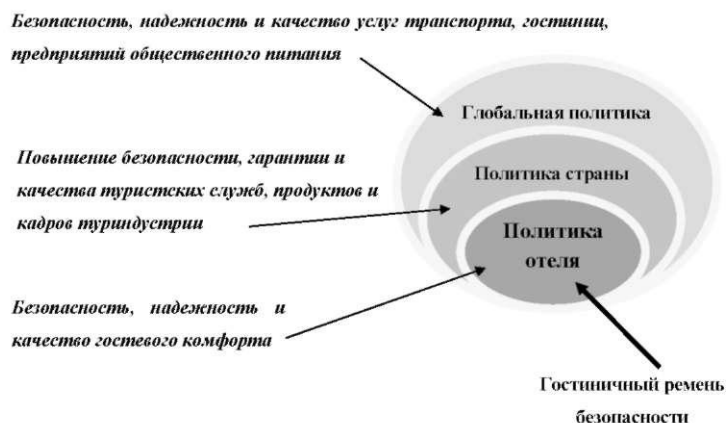 Безопасность, надежность и качество услуг транспорта, гостиниц,
предприятий общественного питания
Глобальная политика
Повышение безопасности, гарантии и
качества туристских служб, продуктов и
кадров туриндустрии
Политика страны
Политика
отеля
Безопасность, надежность и
качество гостевого комфорта
Гостиничный ремень
безопасности